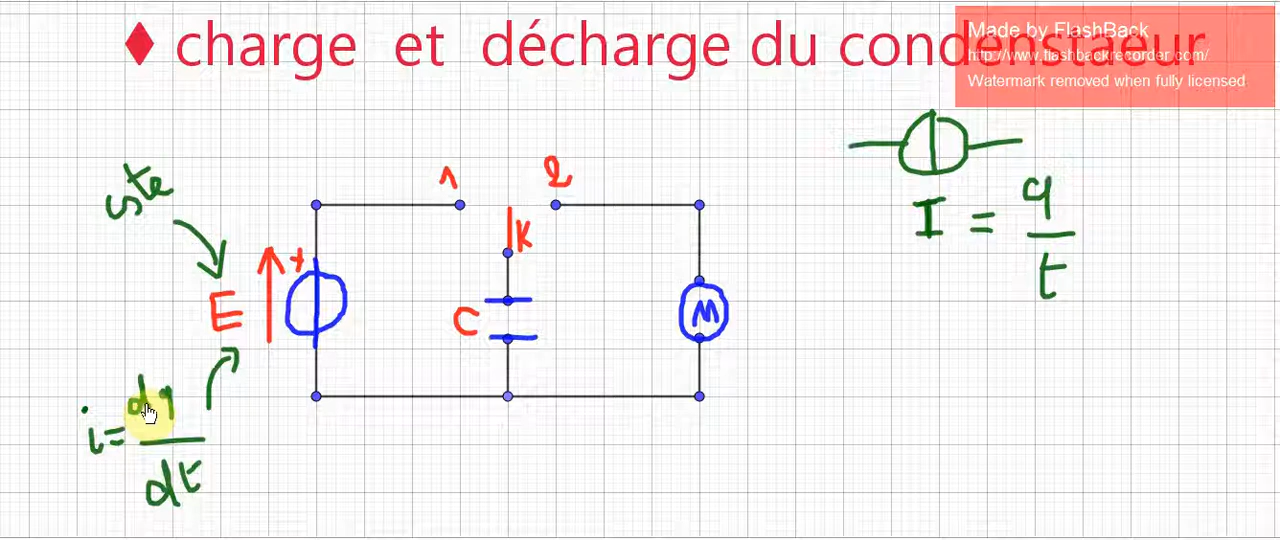 ♦ charge et décharge du condenstaeur
Made by FlashBack
http://www.flashbackrecorder.com/
Watermark removed when fully licensed
cste
1
2
K
+
E
C
M
I = q / t
i = dq / dt